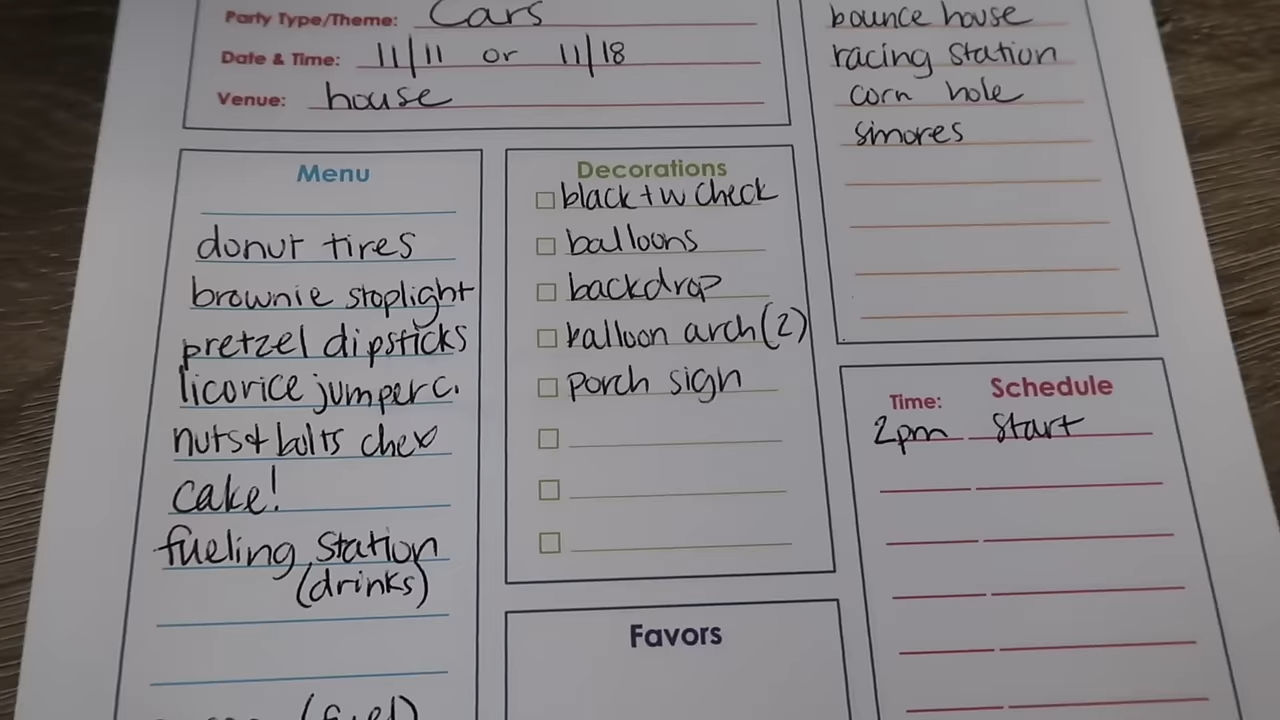 Party Type/Theme: Cars
Date & Time: 11/11 or 11/18
Venue: house
bounce house
racing station
corn hole
smores
Menu
donut tires
brownie stoplight
pretzel dipsticks
licorice jumper c.
nuts & bolts chex
cake!
fueling station
(drinks)
(fuel)
Decorations
black + w check
balloons
backdrop
balloon arch (2)
porch sign
Time: Schedule
2pm start
Favors